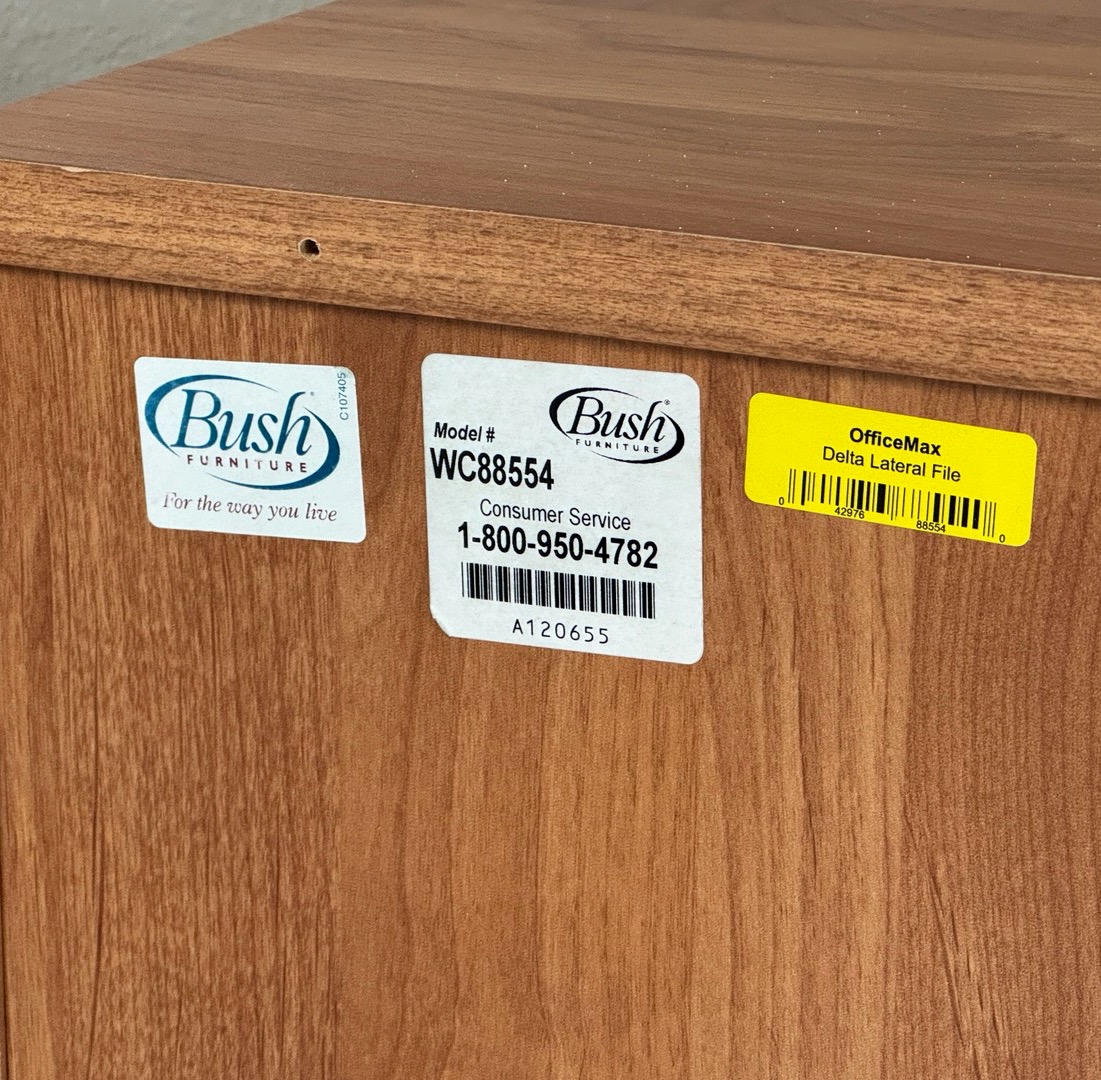 Bush®
FURNITURE
For the way you live
C107405
Bush®
FURNITURE
Model #
WC88554
Consumer Service
1-800-950-4782
A120655
OfficeMax
Delta Lateral File
0 42976 88554 0